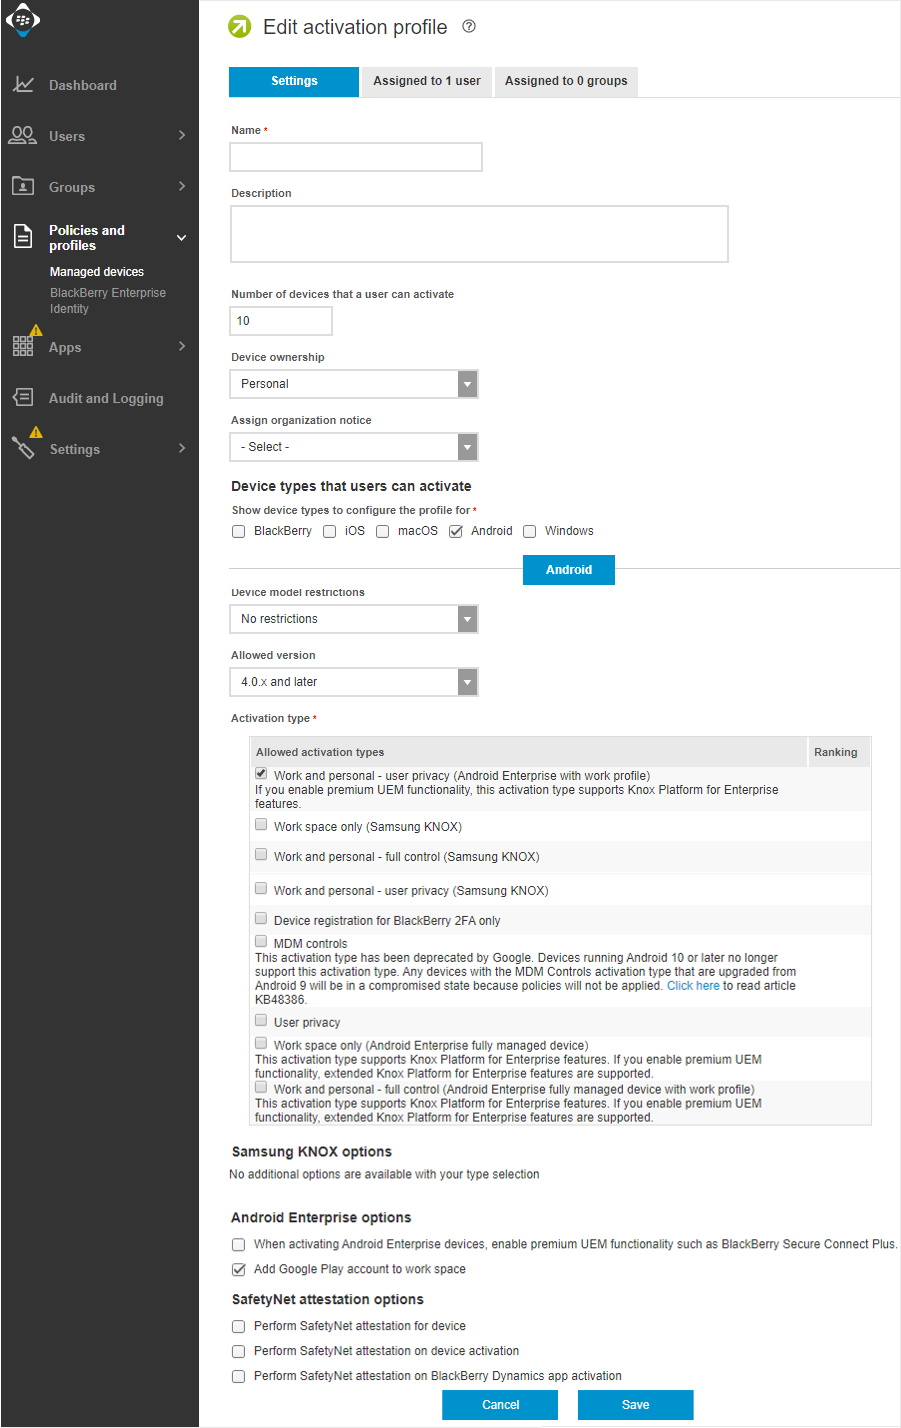 Edit activation profile ?
Dashboard
Users
Groups
Policies and
profiles
Managed devices
BlackBerry Enterprise
Identity
Apps
Audit and Logging
Settings
Settings
Assigned to 1 user
Assigned to 0 groups
Name *
Description
Number of devices that a user can activate
10
Device ownership
Personal
Assign organization notice
- Select -
Device types that users can activate
Show device types to configure the profile for *
BlackBerry iOS macOS Android Windows
Android
Device model restrictions
No restrictions
Allowed version
4.0.x and later
Activation type *
Allowed activation types Ranking
Work and personal - user privacy (Android Enterprise with work profile)
If you enable premium UEM functionality, this activation type supports Knox Platform for Enterprise
features.
Work space only (Samsung KNOX)
Work and personal - full control (Samsung KNOX)
Work and personal - user privacy (Samsung KNOX)
Device registration for BlackBerry 2FA only
MDM controls
This activation type has been deprecated by Google. Devices running Android 10 or later no longer
support this activation type. Any devices with the MDM Controls activation type that are upgraded from
Android 9 will be in a compromised state because policies will not be applied. Click here to read article
KB48386.
User privacy
Work space only (Android Enterprise fully managed device)
This activation type supports Knox Platform for Enterprise features. If you enable premium UEM
functionality, extended Knox Platform for Enterprise features are supported.
Work and personal - full control (Android Enterprise fully managed device with work profile)
This activation type supports Knox Platform for Enterprise features. If you enable premium UEM
functionality, extended Knox Platform for Enterprise features are supported.
Samsung KNOX options
No additional options are available with your type selection
Android Enterprise options
When activating Android Enterprise devices, enable premium UEM functionality such as BlackBerry Secure Connect Plus.
Add Google Play account to work space
SafetyNet attestation options
Perform SafetyNet attestation for device
Perform SafetyNet attestation on device activation
Perform SafetyNet attestation on BlackBerry Dynamics app activation
Cancel Save